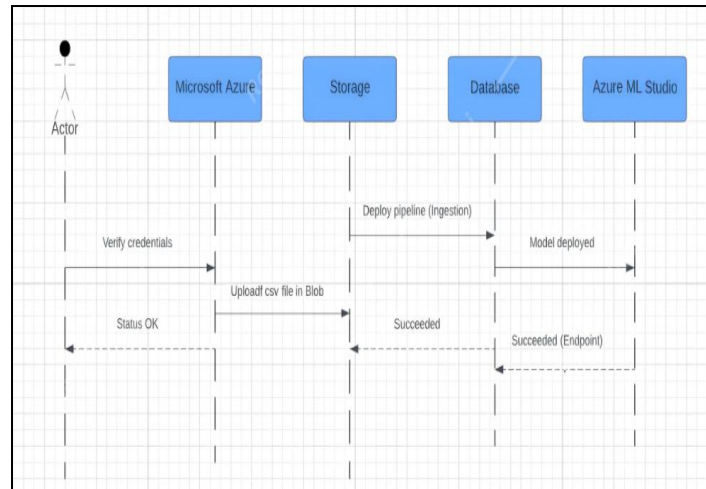 Microsoft Azure
Storage
Database
Azure ML Studio
Actor
Deploy pipeline (Ingestion)
Verify credentials
Model deployed
Uploadf csv file in Blob
Status OK
Succeeded
Succeeded (Endpoint)